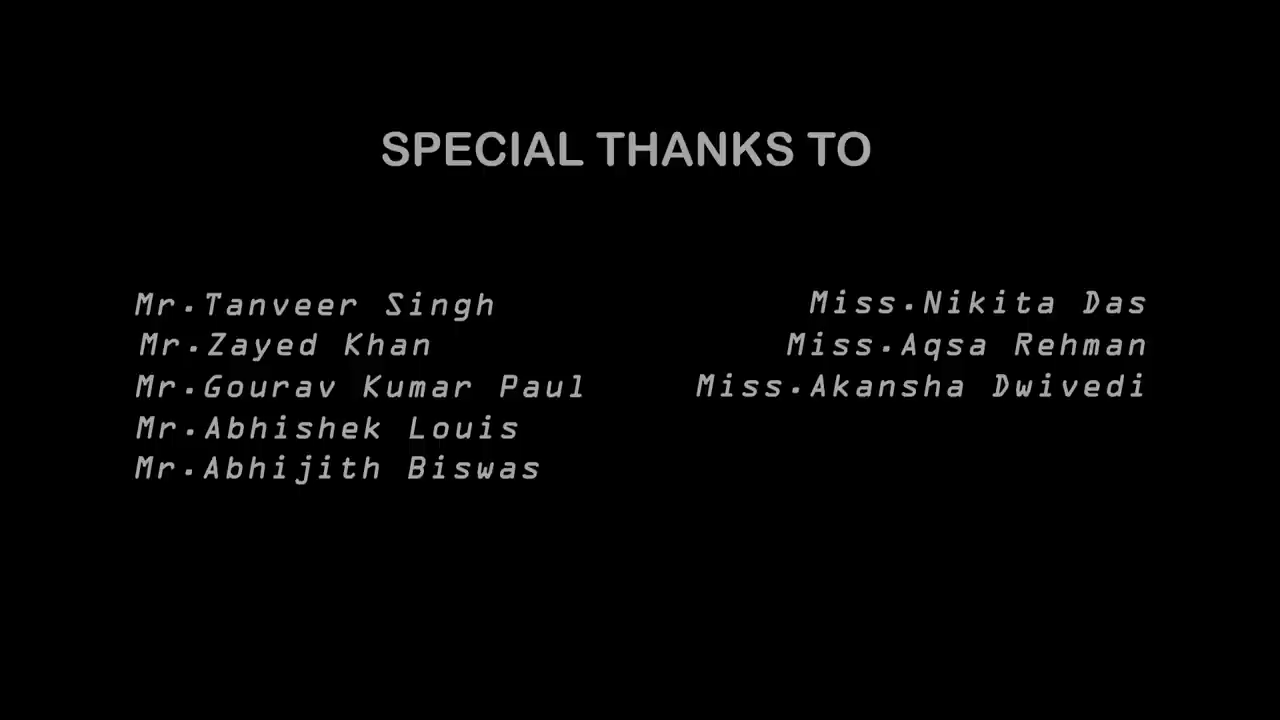 SPECIAL THANKS TO
Mr.Tanveer Singh
Mr.Zayed Khan
Mr.Gourav Kumar Paul
Mr.Abhishek Louis
Mr.Abhijith Biswas
Miss.Nikita Das
Miss.Aqsa Rehman
Miss.Akansha Dwivedi